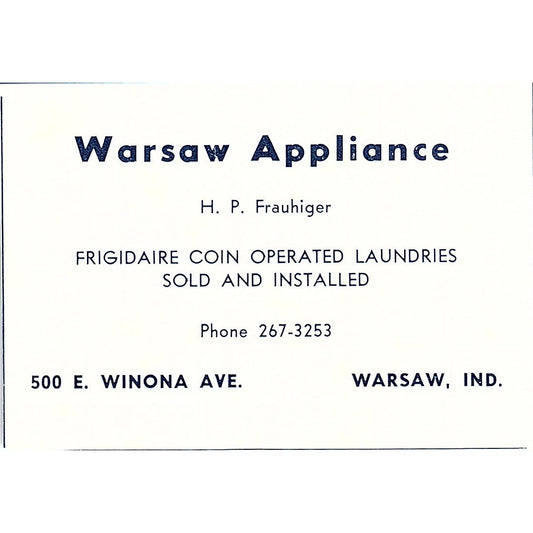 Warsaw Appliance
H. P. Frauhiger
FRIGIDAIRE COIN OPERATED LAUNDRIES
SOLD AND INSTALLED
Phone 267-3253
500 E. WINONA AVE. WARSAW, IND.